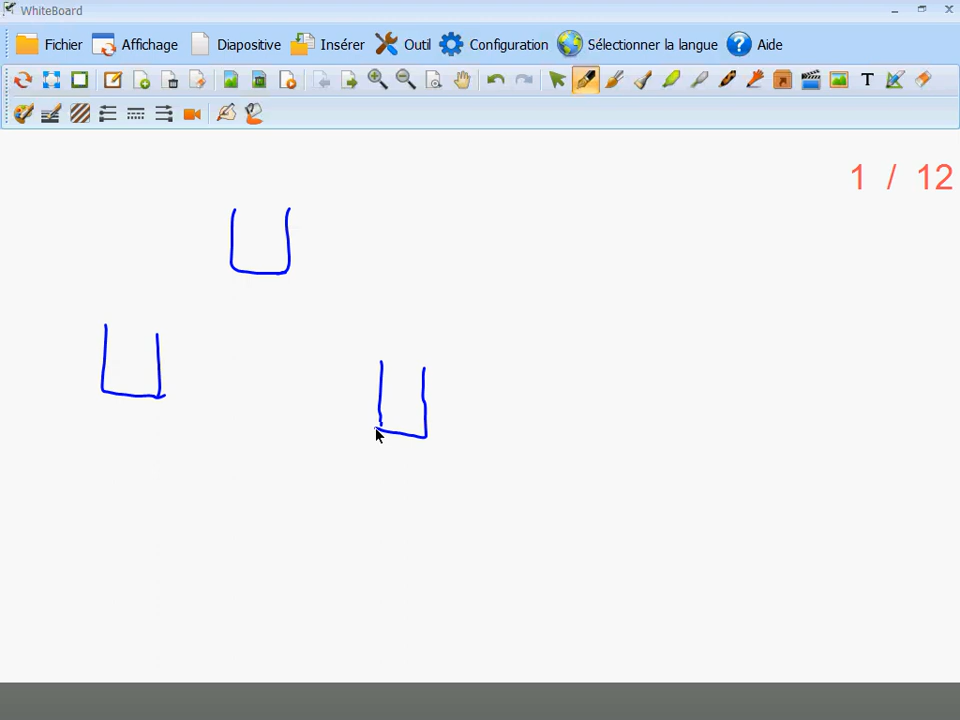 WhiteBoard
Fichier Affichage Diapositive Insérer Outil Configuration Sélectionner la langue Aide
1 / 12